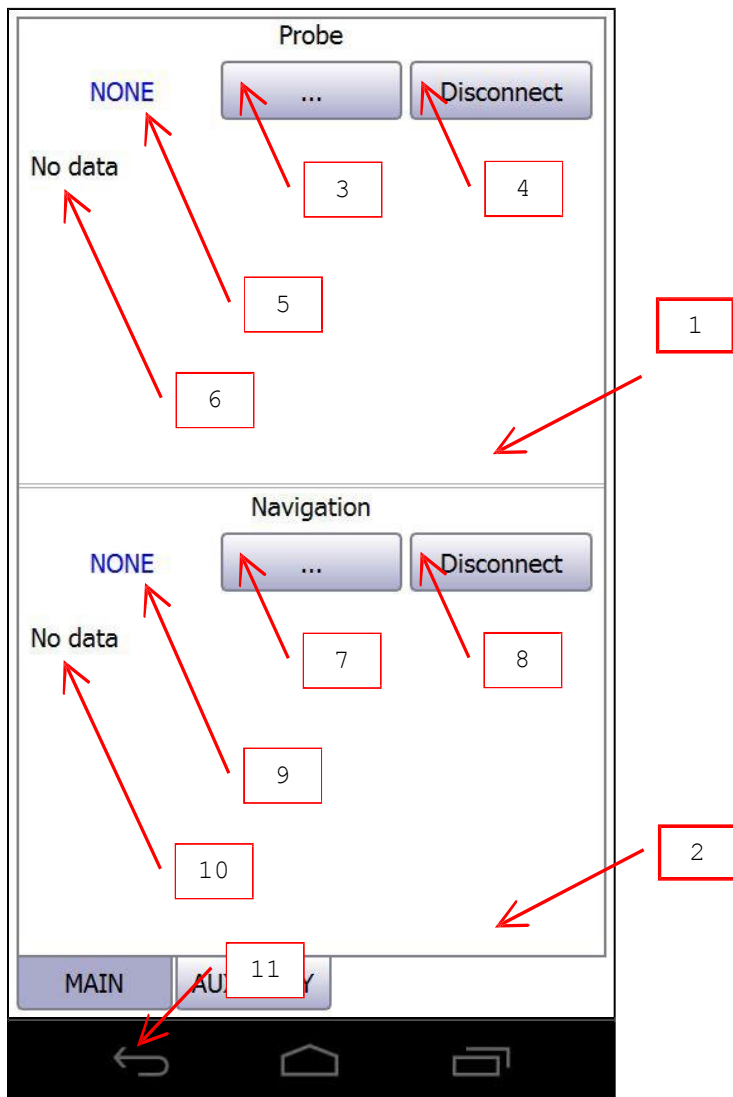 Probe
NONE
...
Disconnect
No data
3
4
5
1
6
Navigation
NONE
...
Disconnect
No data
7
8
9
2
10
11
MAIN